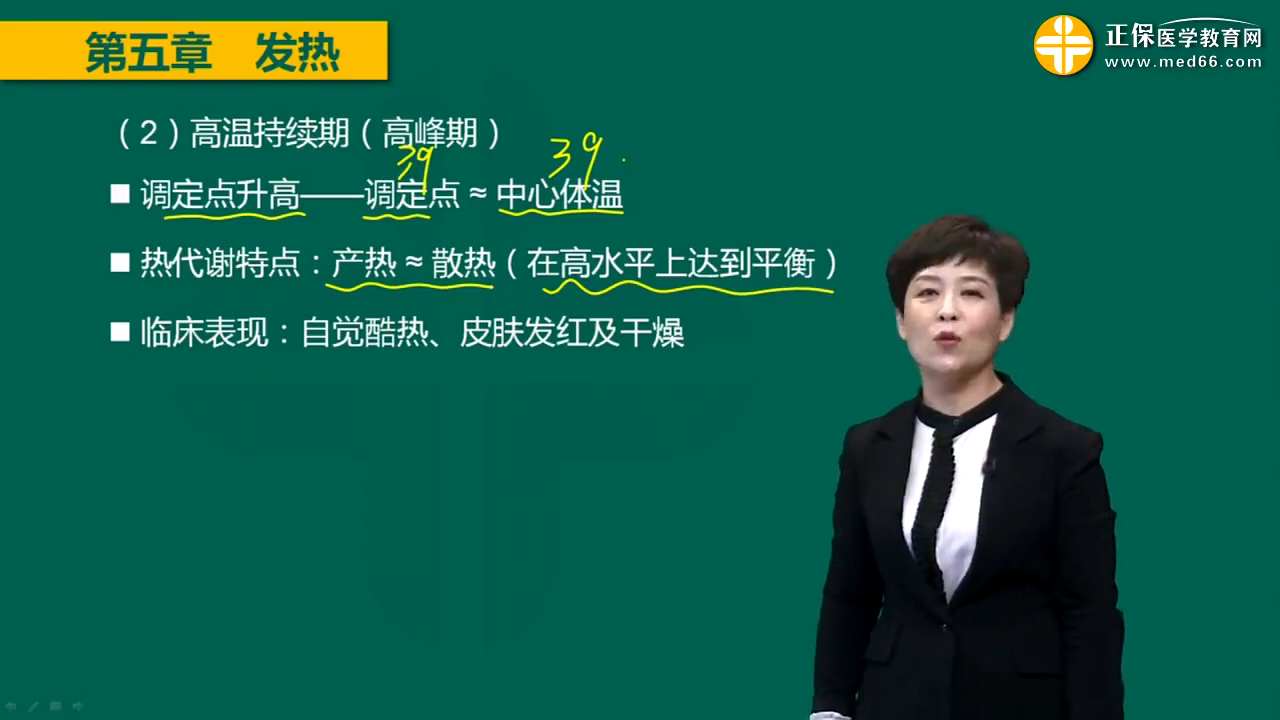 第五章 发热
正保医学教育网
www.med66.com
（2）高温持续期（高峰期）
39 39
■ 调定点升高——调定点 ≈ 中心体温
■ 热代谢特点：产热 ≈ 散热（在高水平上达到平衡）
■ 临床表现：自觉酷热、皮肤发红及干燥